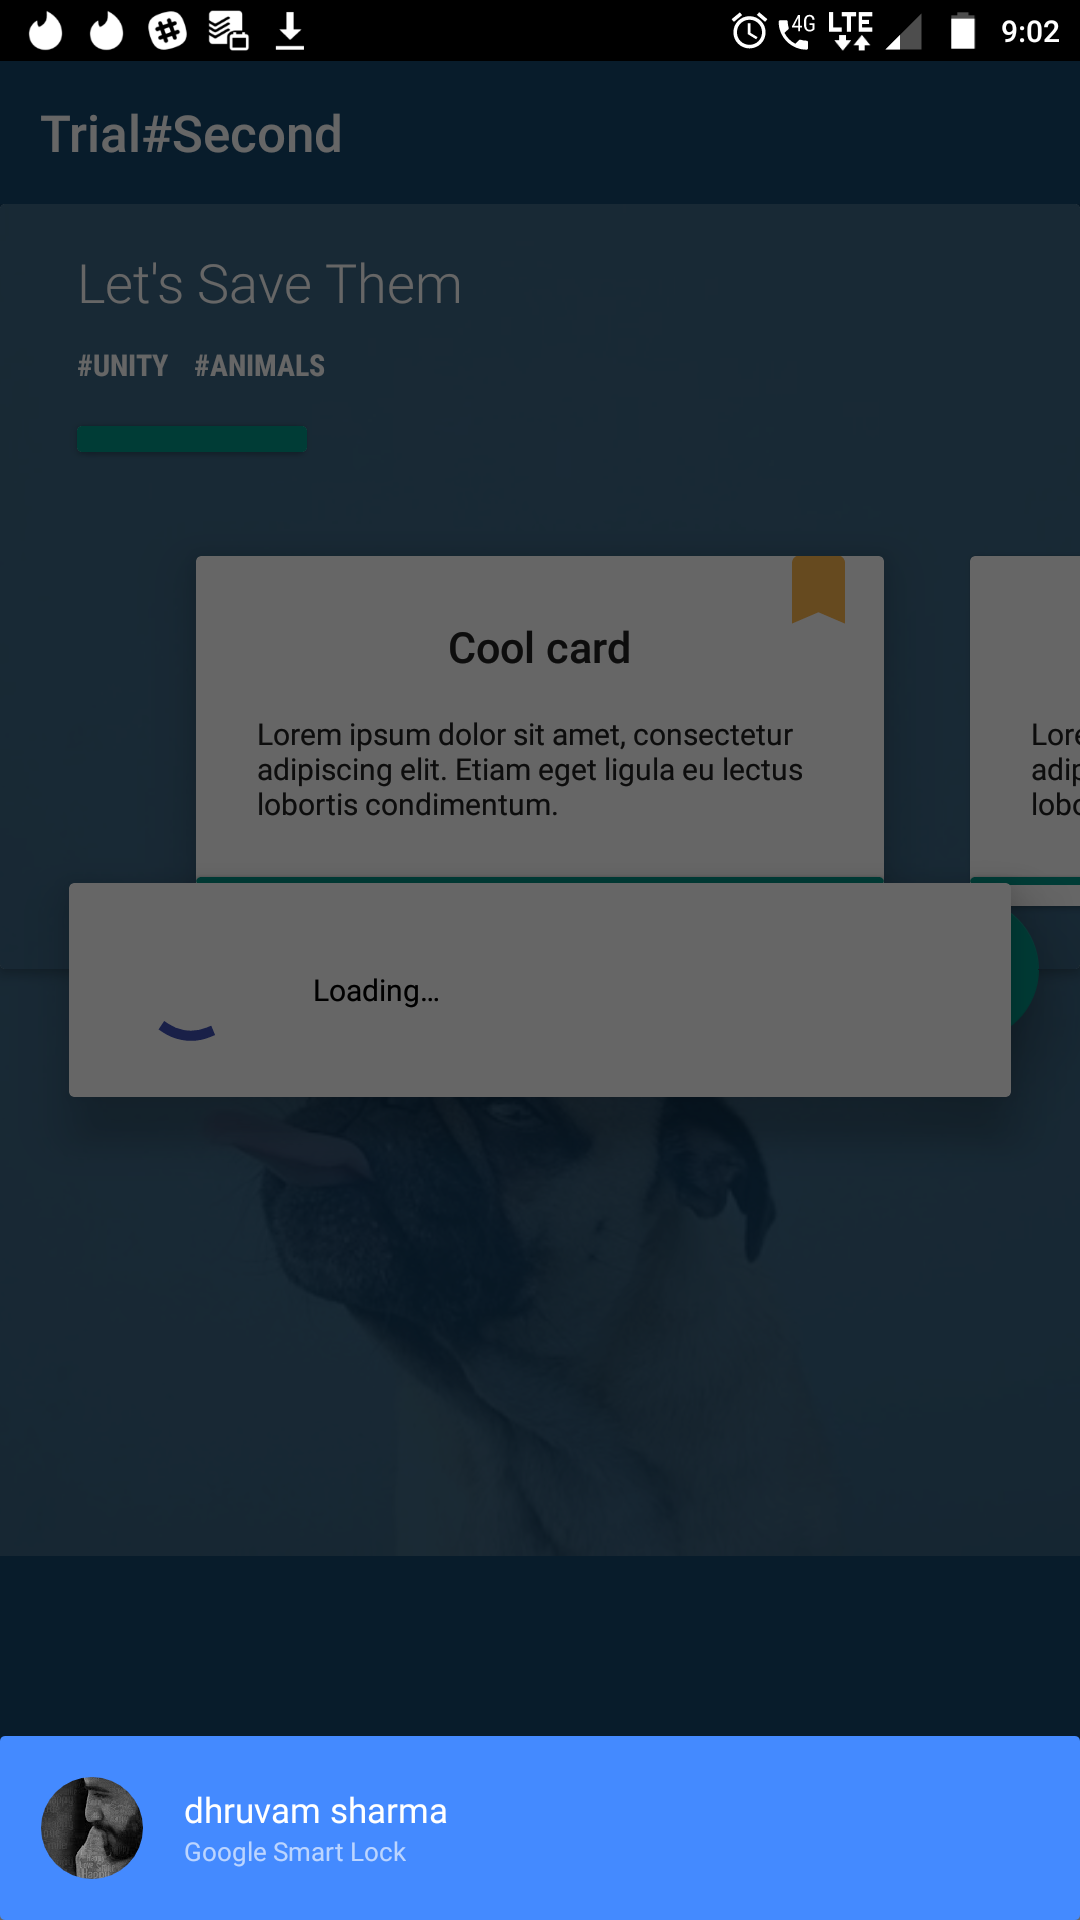 4G LTE 9:02
Trial#Second
Let's Save Them
#UNITY #ANIMALS
Cool card
Lorem ipsum dolor sit amet, consectetur
adipiscing elit. Etiam eget ligula eu lectus
lobortis condimentum.
Lore
adip
lobo
Loading...
dhruvam sharma
Google Smart Lock